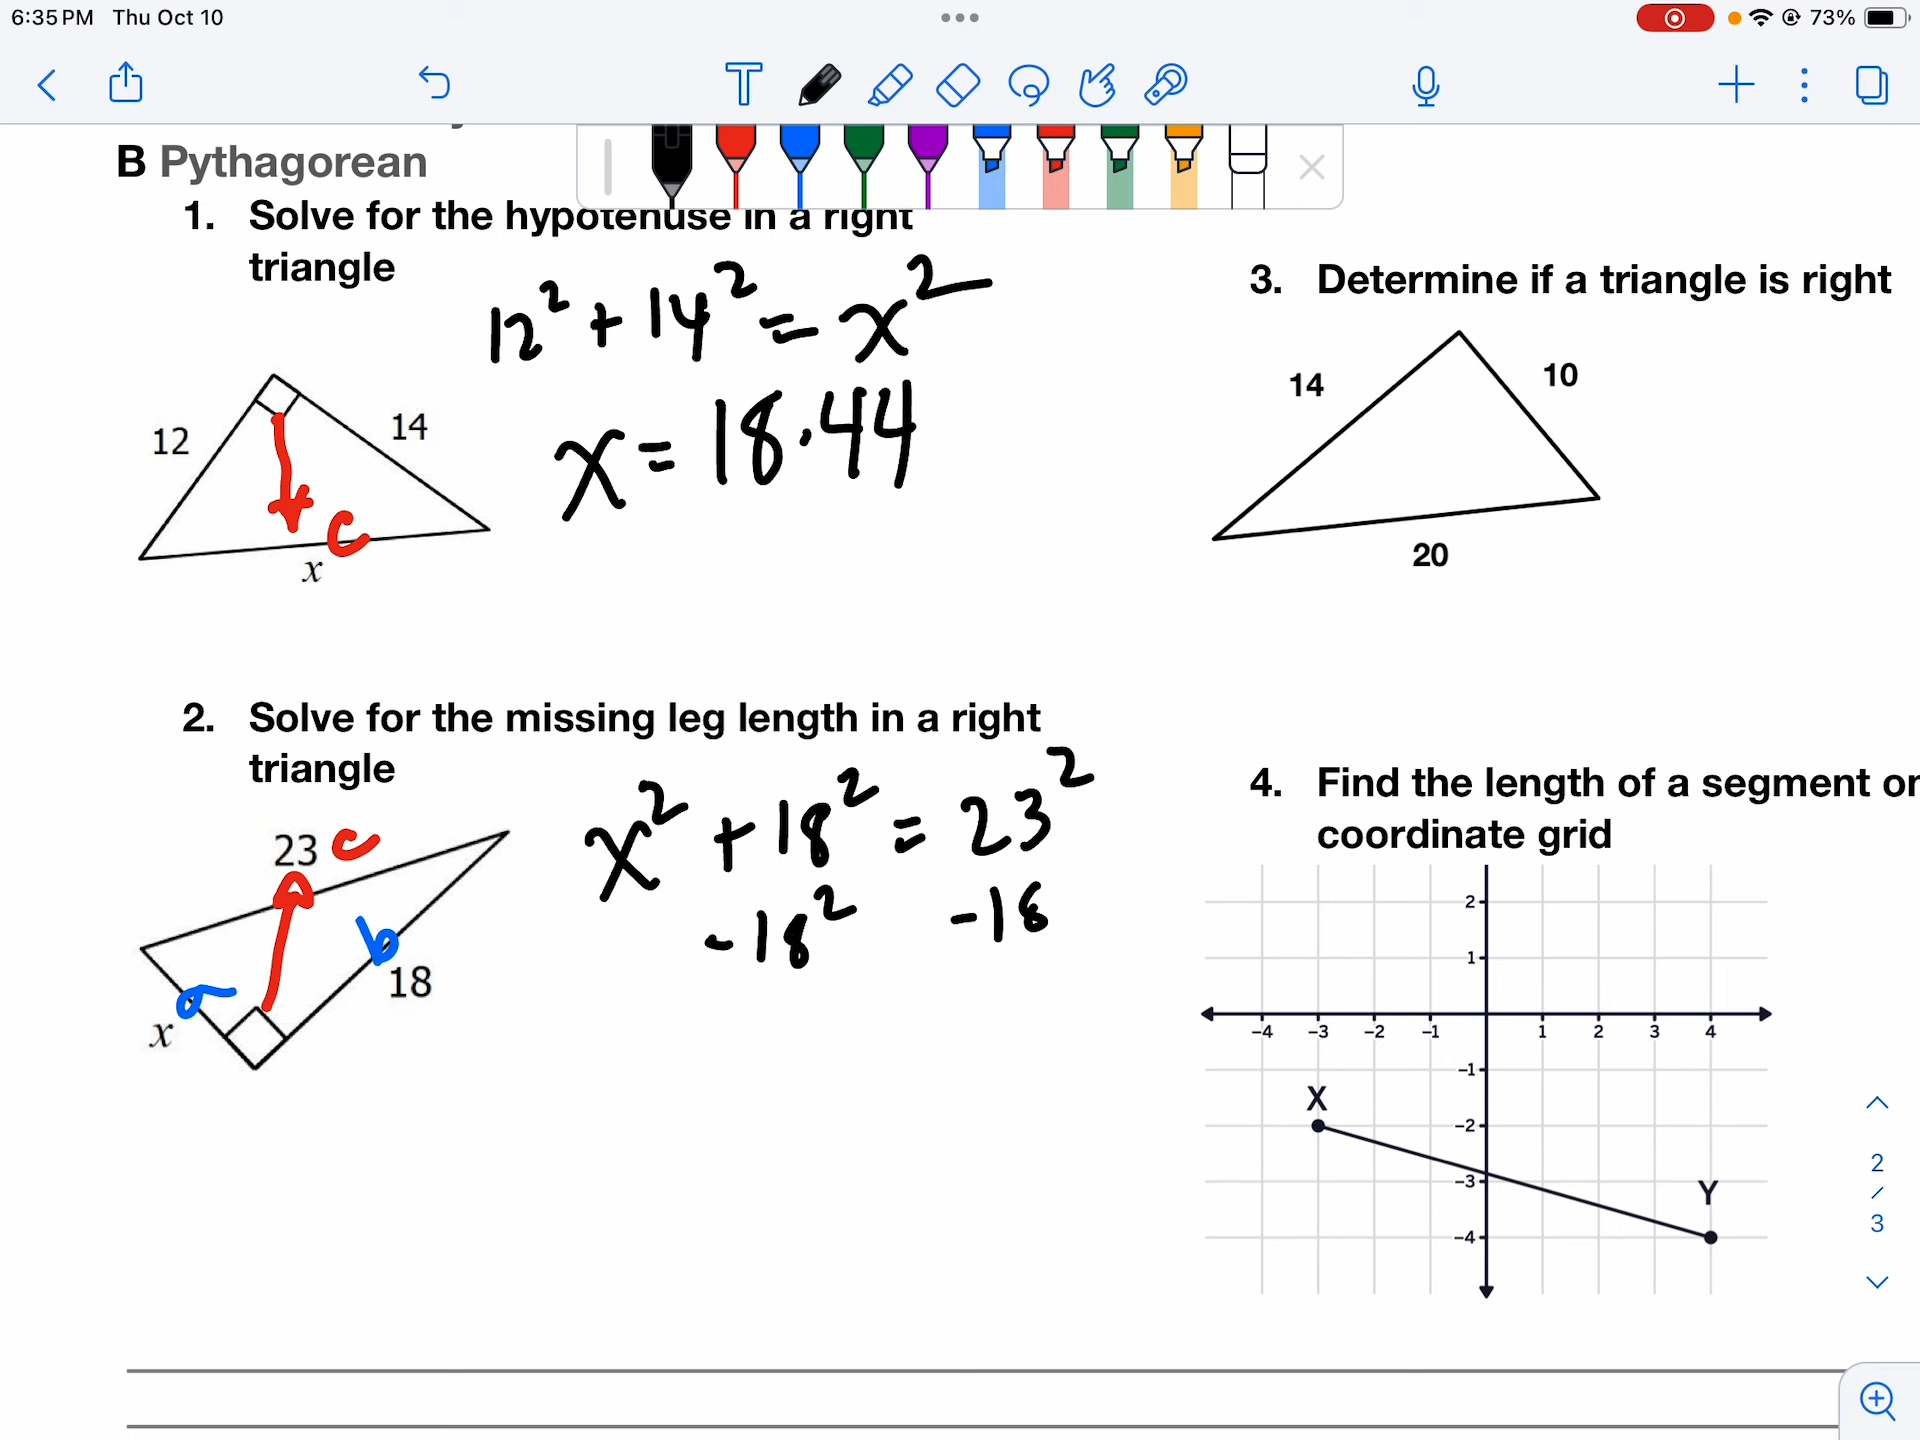 6:35 PM Thu Oct 10
73%
B Pythagorean
1. Solve for the hypotenuse in a right
triangle
12² + 14² = x²
x = 18.44
12
14
c
x
2. Solve for the missing leg length in a right
triangle
x² + 18² = 23²
-18² -18
23 c
b
18
a
x
3. Determine if a triangle is right
14
10
20
4. Find the length of a segment or
coordinate grid
2
1
-4 -3 -2 -1 1 2 3 4
-1
X
-2
-3
Y
-4
2
/
3